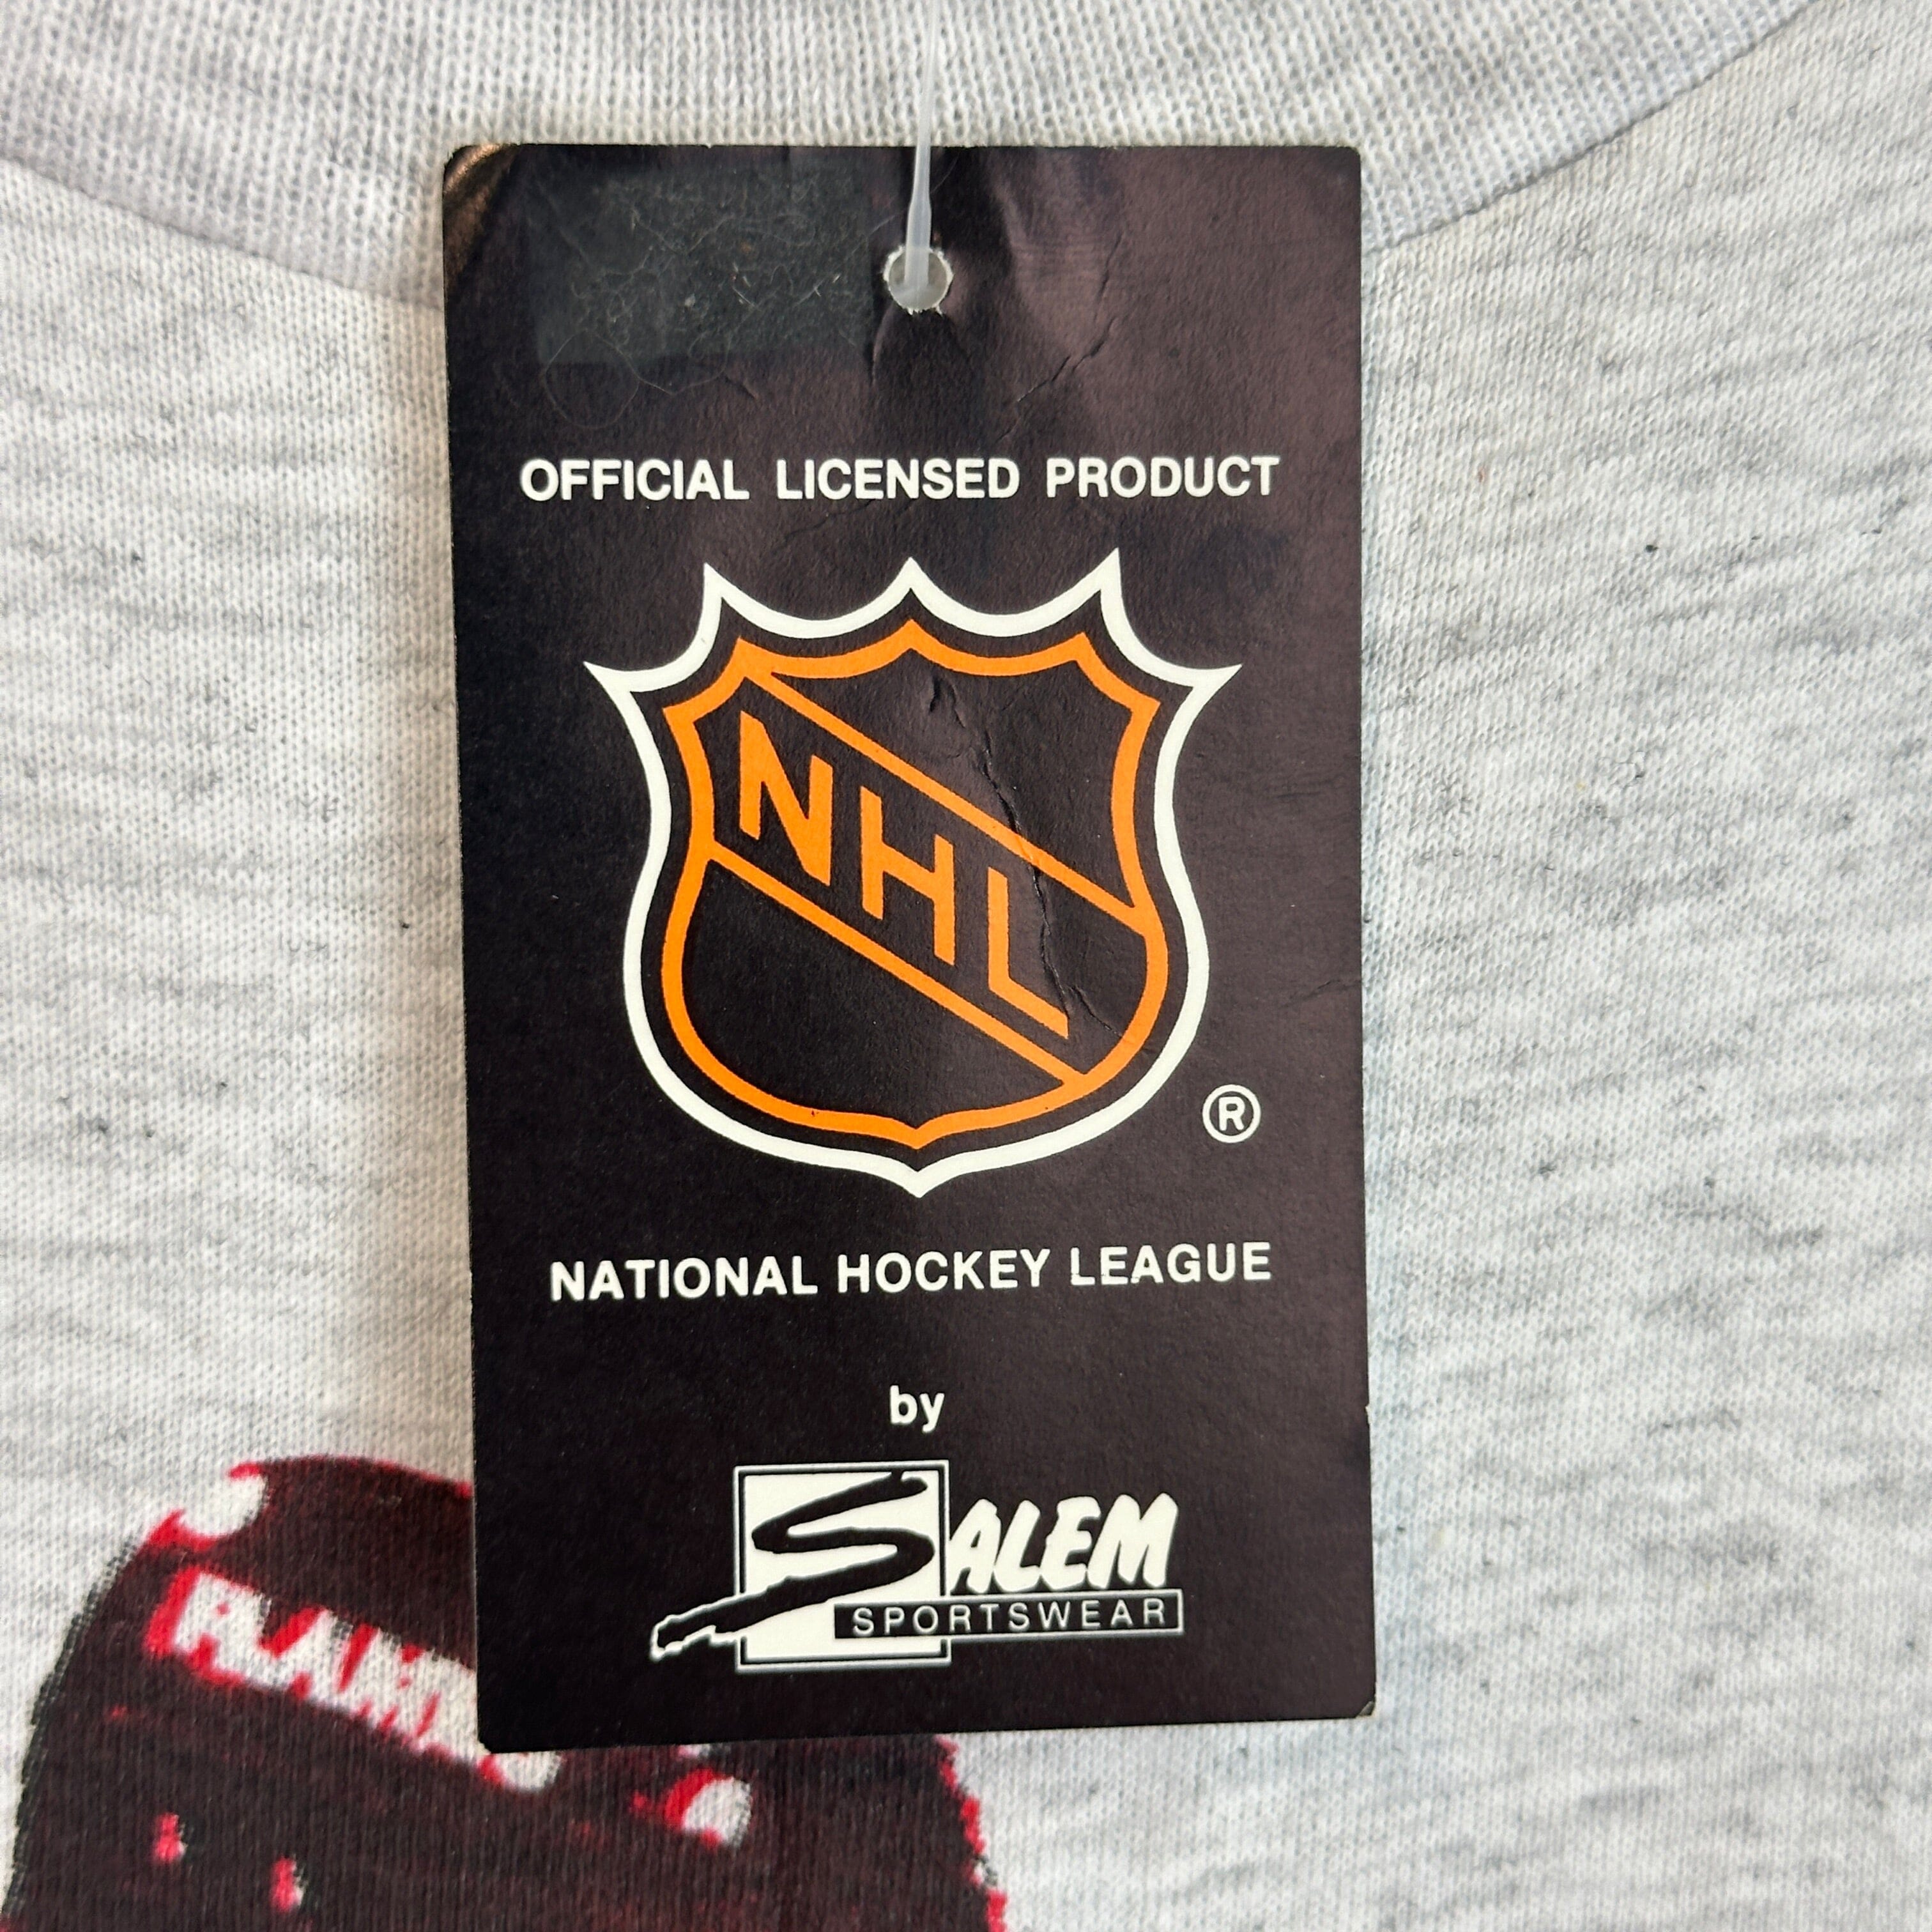 OFFICIAL LICENSED PRODUCT
NHL
®
NATIONAL HOCKEY LEAGUE
by
SALEM
SPORTSWEAR